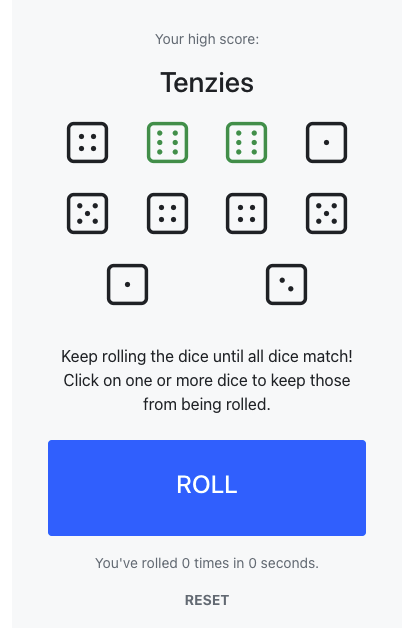 Your high score:
Tenzies
Keep rolling the dice until all dice match!
Click on one or more dice to keep those
from being rolled.
ROLL
You've rolled 0 times in 0 seconds.
RESET